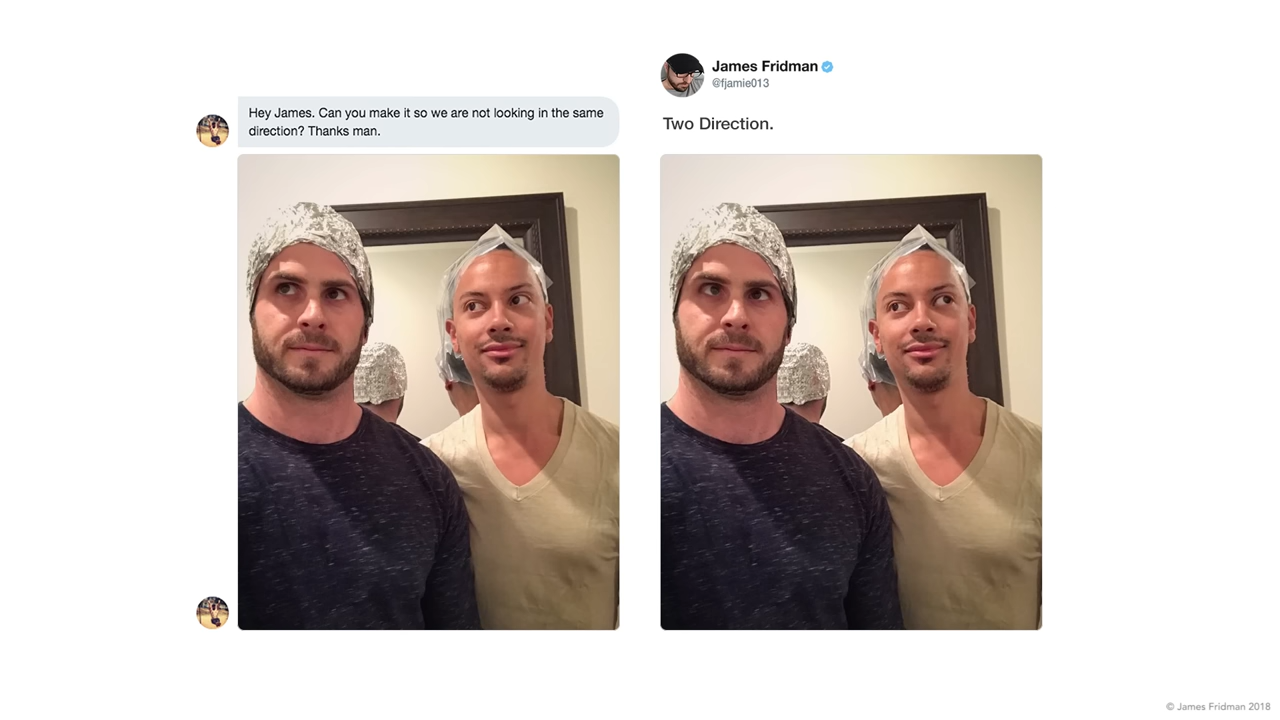 Hey James. Can you make it so we are not looking in the same
direction? Thanks man.
James Fridman
@fjamie013
Two Direction.
© James Fridman 2018